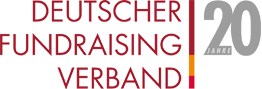 DEUTSCHER
FUNDRAISING
VERBAND
20
JAHRE